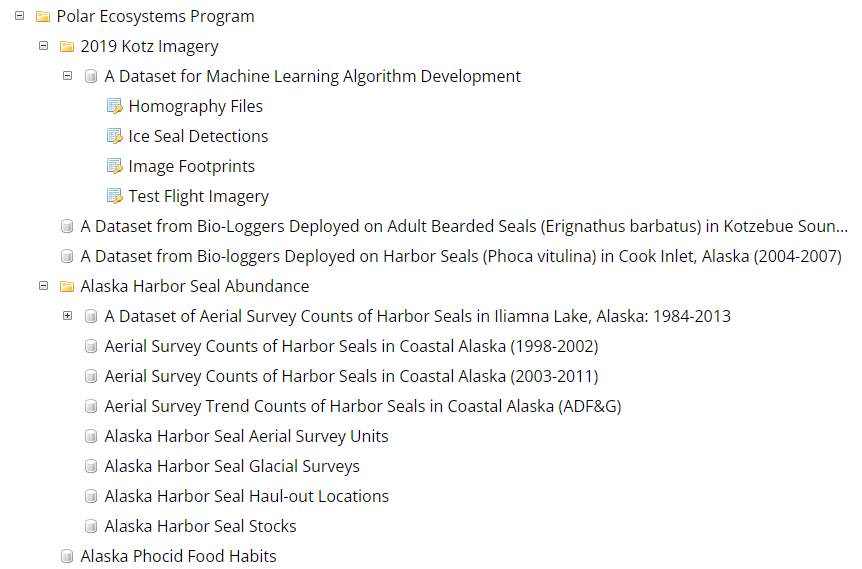 Polar Ecosystems Program
2019 Kotz Imagery
A Dataset for Machine Learning Algorithm Development
Homography Files
Ice Seal Detections
Image Footprints
Test Flight Imagery
A Dataset from Bio-Loggers Deployed on Adult Bearded Seals (Erignathus barbatus) in Kotzebue Soun...
A Dataset from Bio-loggers Deployed on Harbor Seals (Phoca vitulina) in Cook Inlet, Alaska (2004-2007)
Alaska Harbor Seal Abundance
A Dataset of Aerial Survey Counts of Harbor Seals in Iliamna Lake, Alaska: 1984-2013
Aerial Survey Counts of Harbor Seals in Coastal Alaska (1998-2002)
Aerial Survey Counts of Harbor Seals in Coastal Alaska (2003-2011)
Aerial Survey Trend Counts of Harbor Seals in Coastal Alaska (ADF&G)
Alaska Harbor Seal Aerial Survey Units
Alaska Harbor Seal Glacial Surveys
Alaska Harbor Seal Haul-out Locations
Alaska Harbor Seal Stocks
Alaska Phocid Food Habits